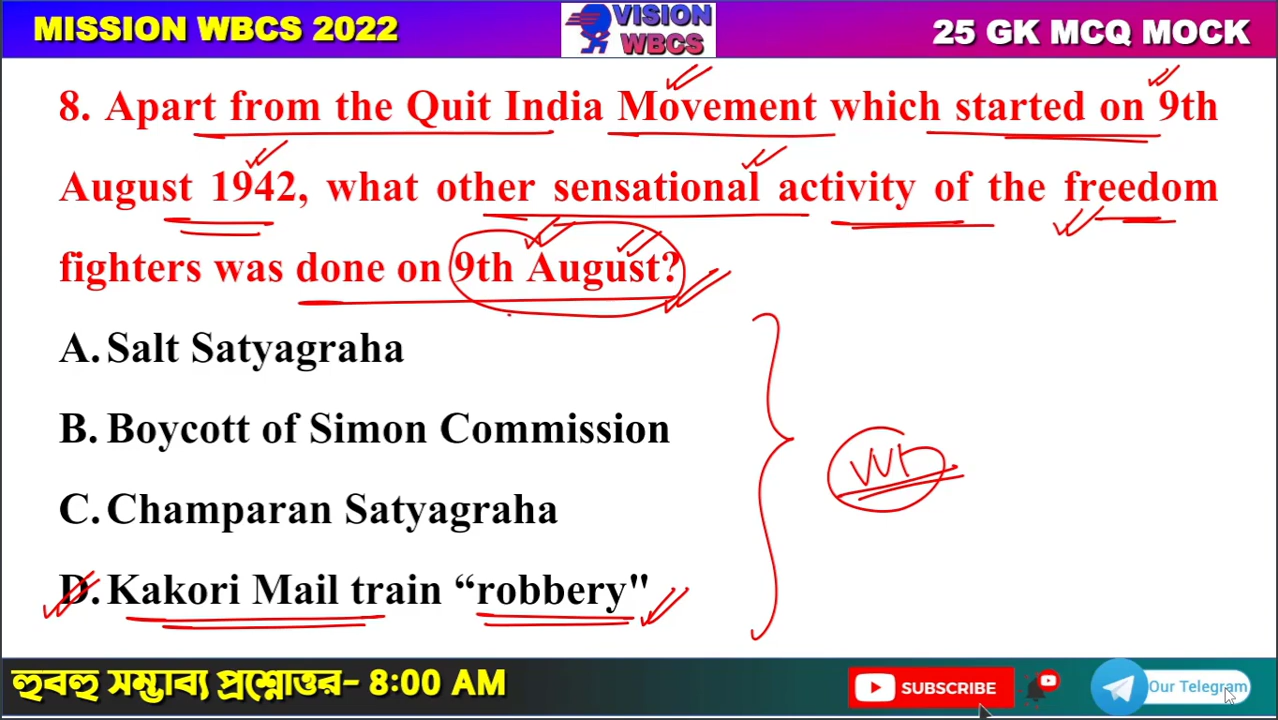 MISSION WBCS 2022
VISION
WBCS
25 GK MCQ MOCK
8. Apart from the Quit India Movement which started on 9th
August 1942, what other sensational activity of the freedom
fighters was done on 9th August?
A. Salt Satyagraha
B. Boycott of Simon Commission
C. Champaran Satyagraha
D. Kakori Mail train “robbery"
হুবহু সম্ভাব্য প্রশ্নোত্তর- 8:00 AM
SUBSCRIBE
Our Telegram